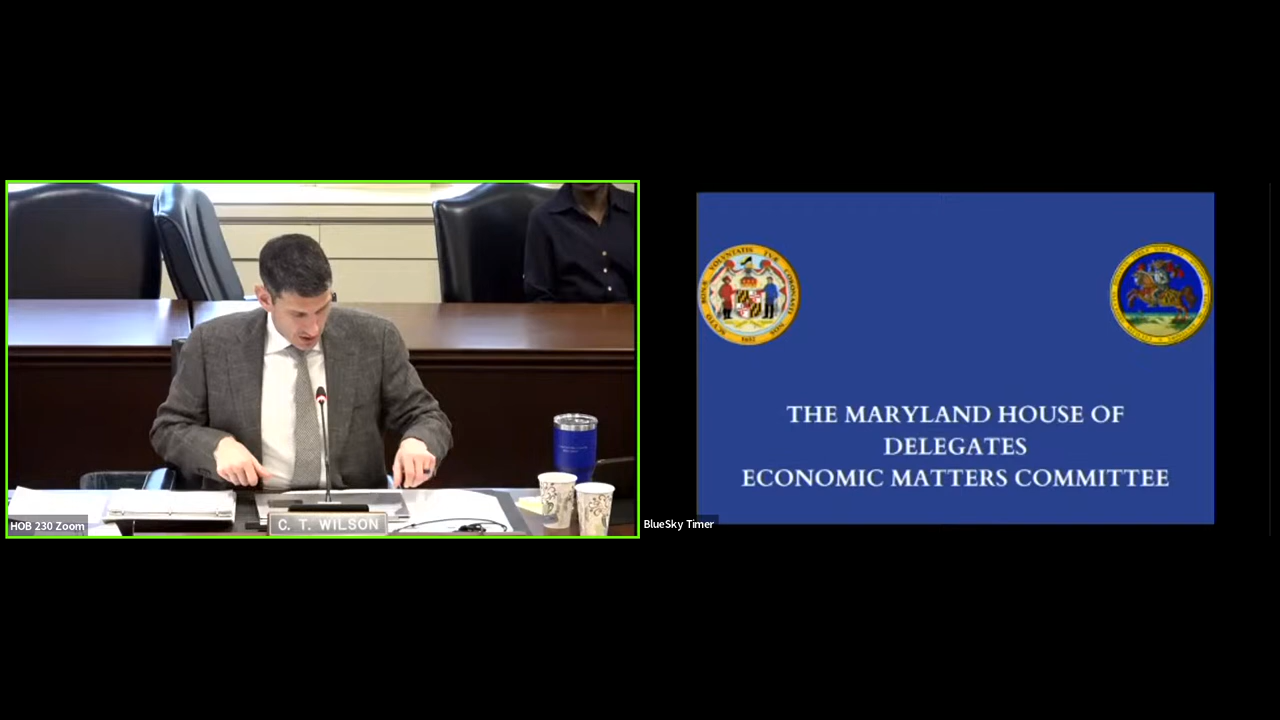 HOB 230 Zoom
C. T. WILSON
BlueSky Timer
THE MARYLAND HOUSE OF
DELEGATES
ECONOMIC MATTERS COMMITTEE